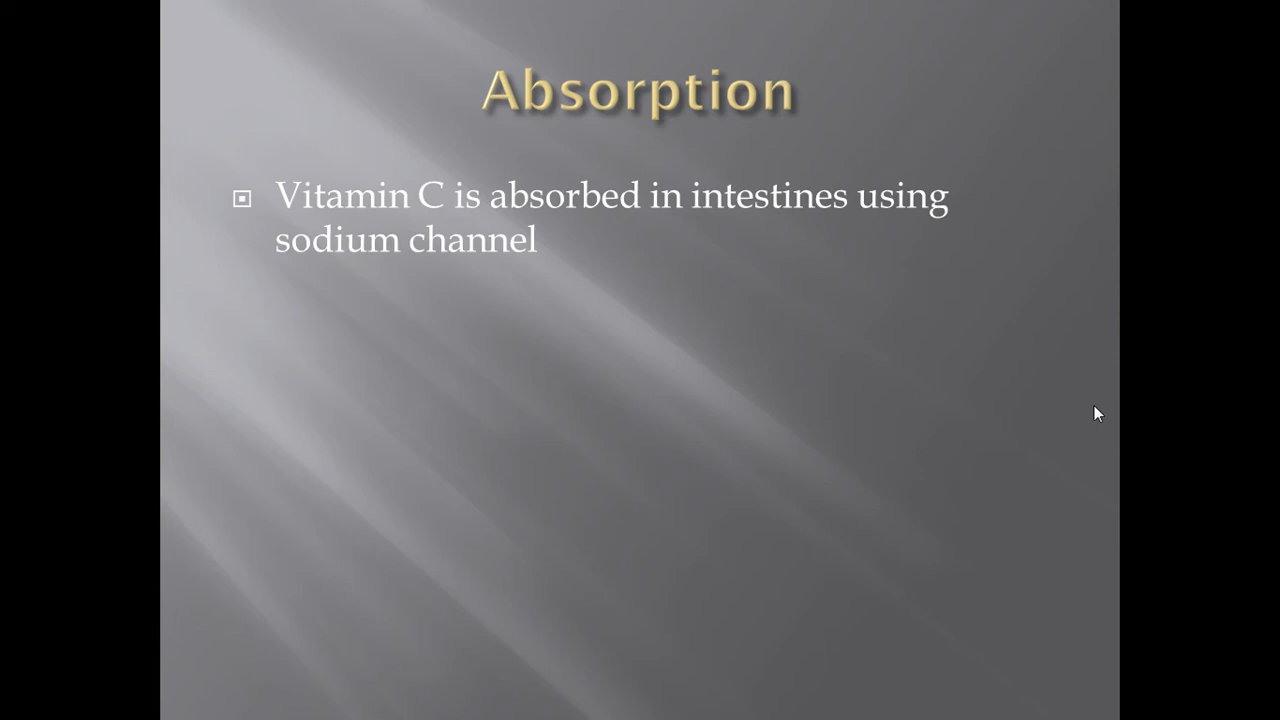 Absorption
Vitamin C is absorbed in intestines using
sodium channel